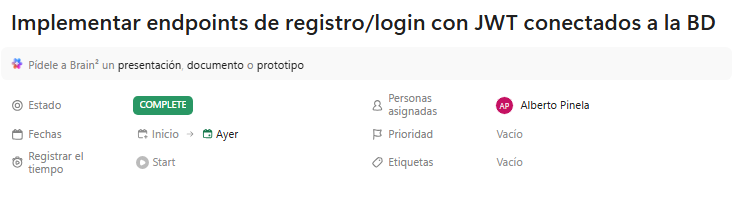 Implementar endpoints de registro/login con JWT conectados a la BD
Pídele a Brain² un presentación, documento o prototipo
Estado COMPLETE Personas asignadas AP Alberto Pinela
Fechas Inicio → Ayer Prioridad Vacío
Registrar el tiempo Start Etiquetas Vacío